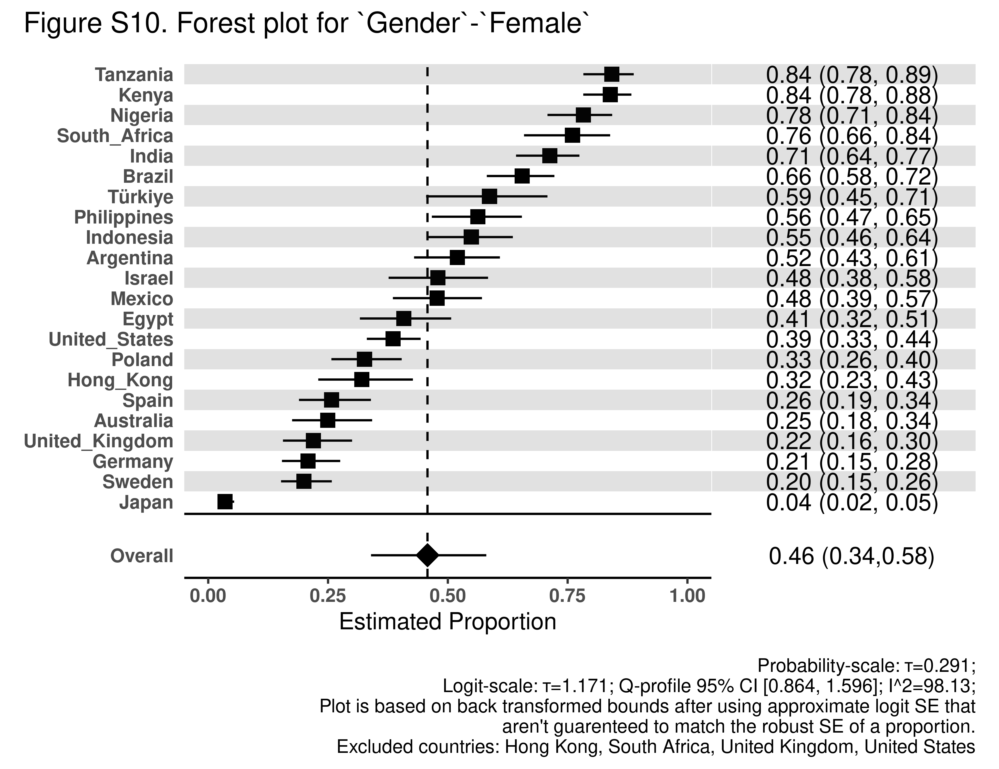 Figure S10. Forest plot for `Gender`-`Female`
Tanzania 0.84 (0.78, 0.89)
Kenya 0.84 (0.78, 0.88)
Nigeria 0.78 (0.71, 0.84)
South_Africa 0.76 (0.66, 0.84)
India 0.71 (0.64, 0.77)
Brazil 0.66 (0.58, 0.72)
Türkiye 0.59 (0.45, 0.71)
Philippines 0.56 (0.47, 0.65)
Indonesia 0.55 (0.46, 0.64)
Argentina 0.52 (0.43, 0.61)
Israel 0.48 (0.38, 0.58)
Mexico 0.48 (0.39, 0.57)
Egypt 0.41 (0.32, 0.51)
United_States 0.39 (0.33, 0.44)
Poland 0.33 (0.26, 0.40)
Hong_Kong 0.32 (0.23, 0.43)
Spain 0.26 (0.19, 0.34)
Australia 0.25 (0.18, 0.34)
United_Kingdom 0.22 (0.16, 0.30)
Germany 0.21 (0.15, 0.28)
Sweden 0.20 (0.15, 0.26)
Japan 0.04 (0.02, 0.05)
Overall 0.46 (0.34,0.58)
0.00 0.25 0.50 0.75 1.00
Estimated Proportion
Probability-scale: τ=0.291;
Logit-scale: τ=1.171; Q-profile 95% CI [0.864, 1.596]; I^2=98.13;
Plot is based on back transformed bounds after using approximate logit SE that
aren't guarenteed to match the robust SE of a proportion.
Excluded countries: Hong Kong, South Africa, United Kingdom, United States